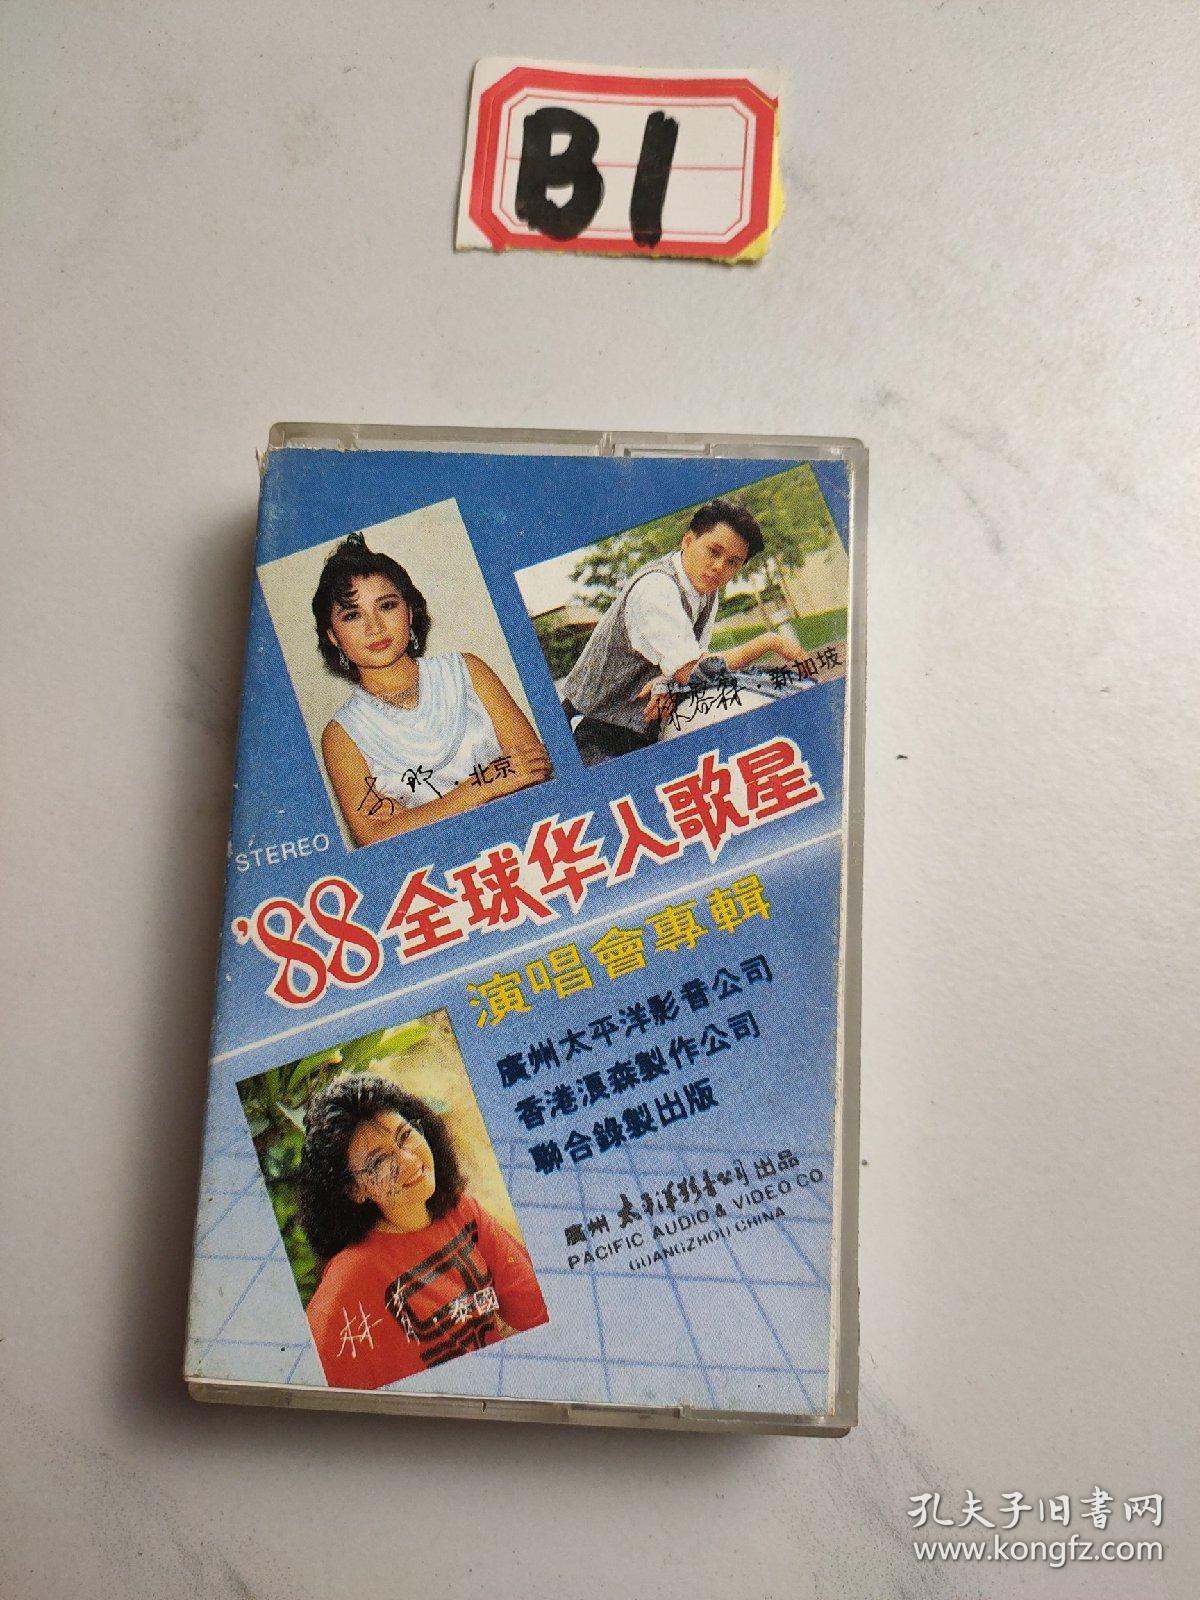 B1
北京
新加坡
STEREO
'88全球华人歌星
演唱會專輯
廣州太平洋影音公司
香港滾森製作公司
聯合錄製出版
廣州太平洋影音公司出品
PACIFIC AUDIO & VIDEO CO
GUANGZHOU CHINA
林·泰國
孔夫子旧书网
www.kongfz.com